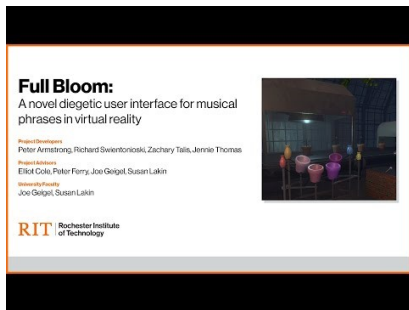 Full Bloom:
A novel diegetic user interface for musical
phrases in virtual reality
Project Developers
Peter Armstrong, Richard Swientonioski, Zachary Talis, Jennie Thomas
Project Advisors
Elliot Cole, Peter Ferry, Joe Geigel, Susan Lakin
University Faculty
Joe Geigel, Susan Lakin
RIT Rochester Institute
of Technology